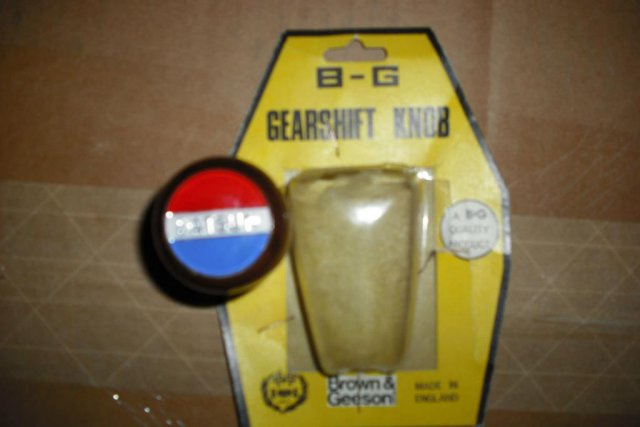 B-G
GEARSHIFT KNOB
A B-G
QUALITY
PRODUCT
Brown &
Geeson
MADE IN
ENGLAND